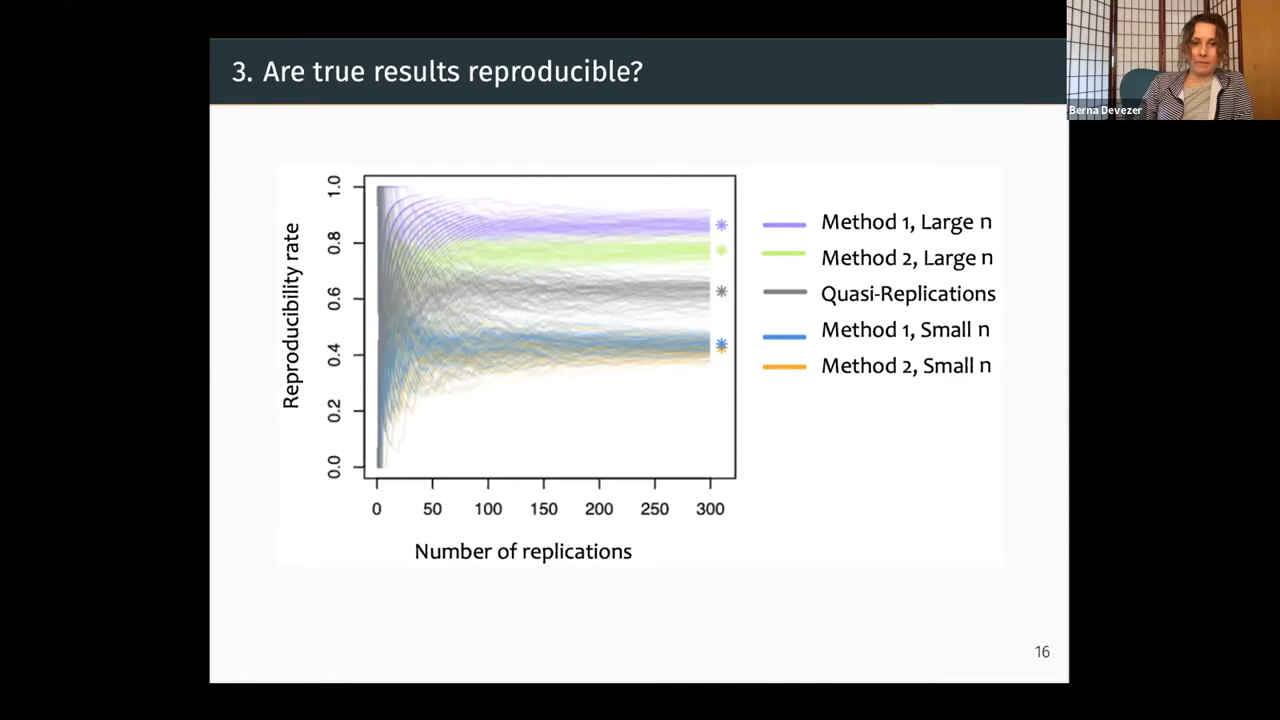 3. Are true results reproducible?
Berna Devezer
Reproducibility rate
1.0
0.8
0.6
0.4
0.2
0.0
0 50 100 150 200 250 300
Number of replications
Method 1, Large n
Method 2, Large n
Quasi-Replications
Method 1, Small n
Method 2, Small n
16